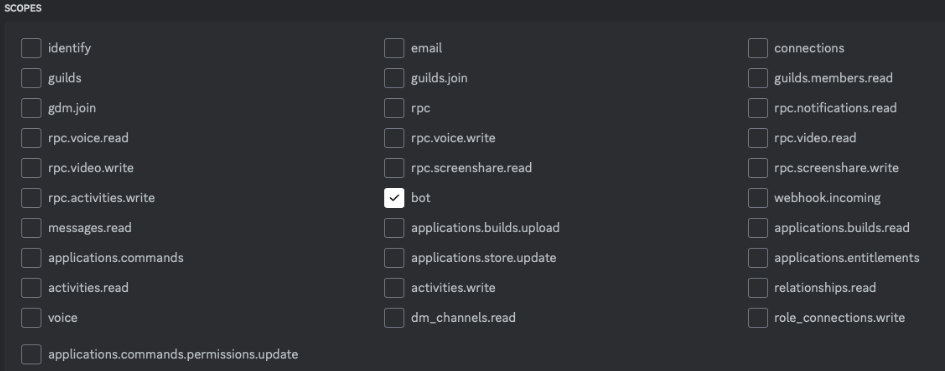 SCOPES
identify email connections
guilds guilds.join guilds.members.read
gdm.join rpc rpc.notifications.read
rpc.voice.read rpc.voice.write rpc.video.read
rpc.video.write rpc.screenshare.read rpc.screenshare.write
rpc.activities.write bot webhook.incoming
messages.read applications.builds.upload applications.builds.read
applications.commands applications.store.update applications.entitlements
activities.read activities.write relationships.read
voice dm_channels.read role_connections.write
applications.commands.permissions.update